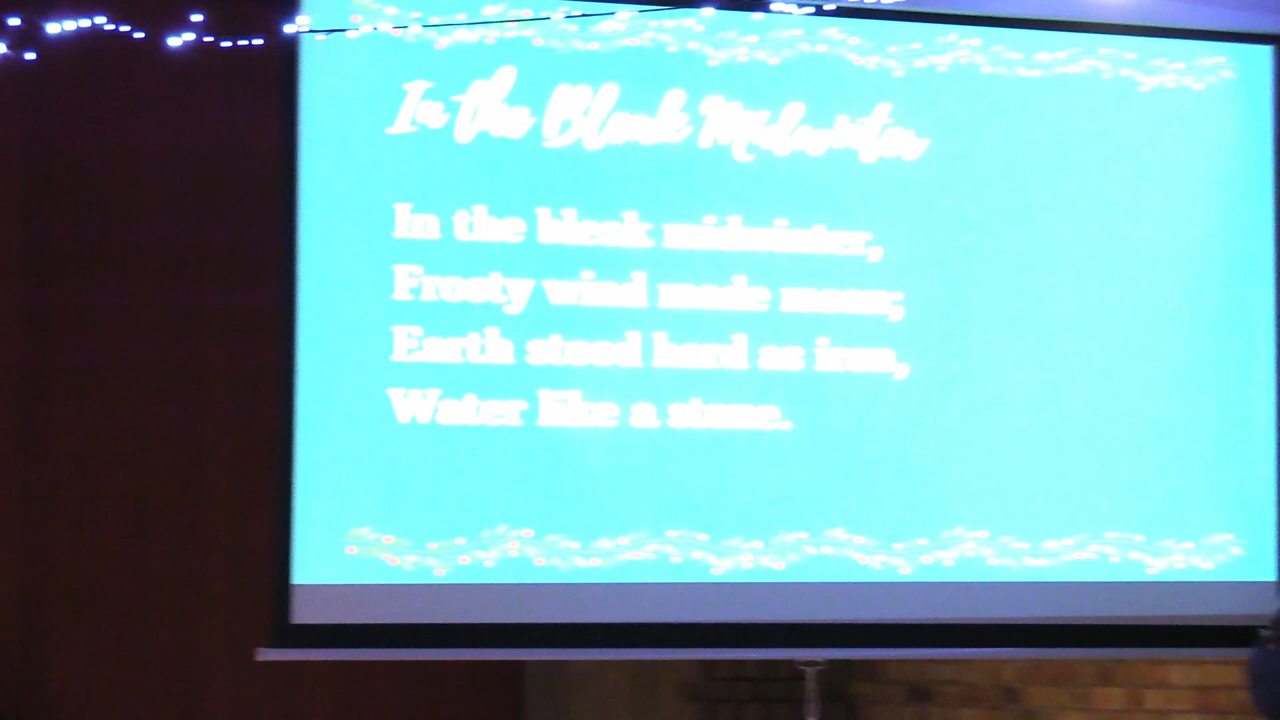 In the Bleak Midwinter
In the bleak midwinter,
Frosty wind made moan;
Earth stood hard as iron,
Water like a stone.